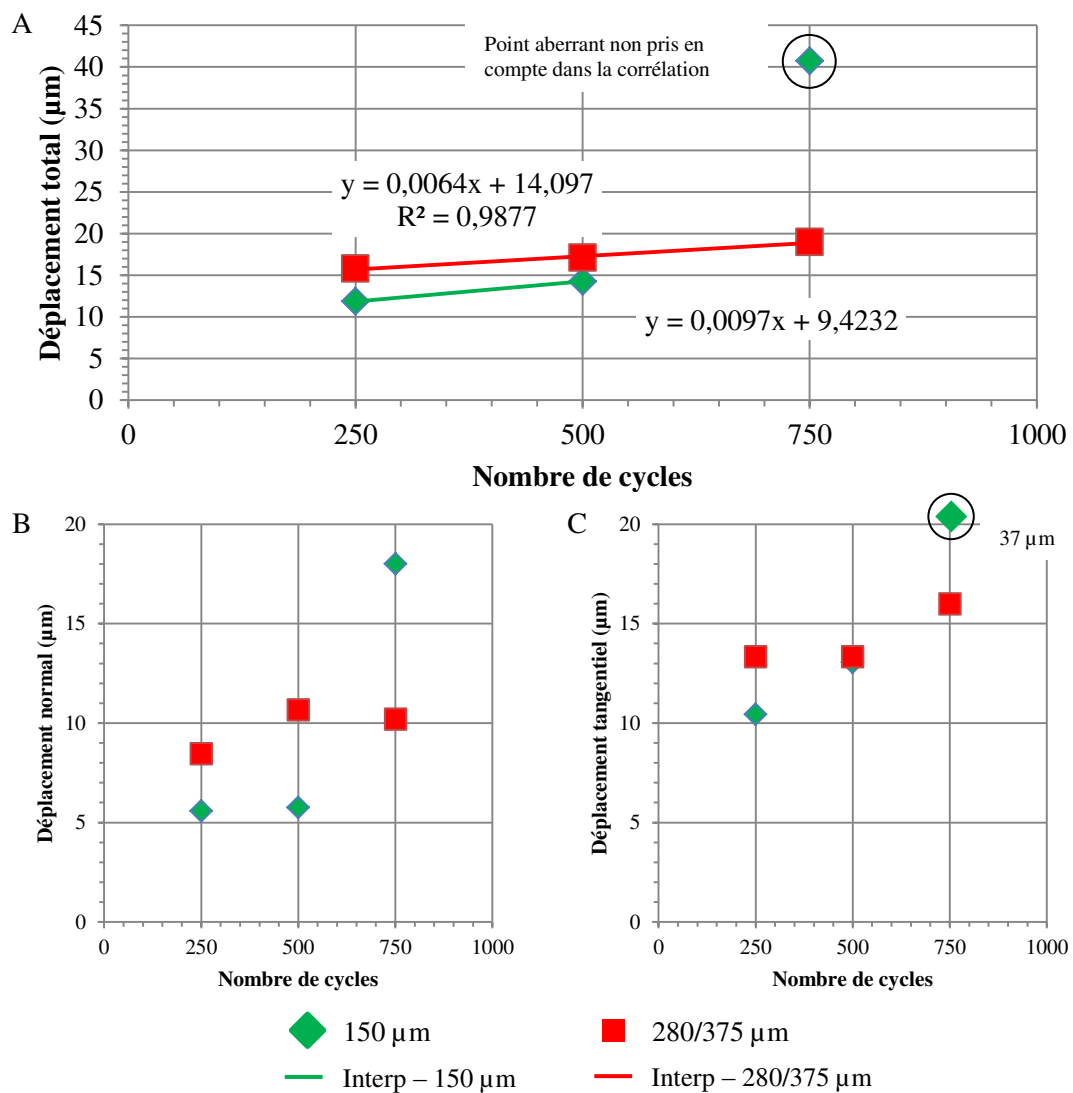 A
Point aberrant non pris en
compte dans la corrélation
y = 0,0064x + 14,097
R² = 0,9877
y = 0,0097x + 9,4232
Déplacement total (µm)
45
40
35
30
25
20
15
10
5
0
0 250 500 750 1000
Nombre de cycles
B
Déplacement normal (µm)
20
15
10
5
0
0 250 500 750 1000
Nombre de cycles
C
37 µm
Déplacement tangentiel (µm)
20
15
10
5
0
0 250 500 750 1000
Nombre de cycles
150 µm
280/375 µm
Interp – 150 µm
Interp – 280/375 µm